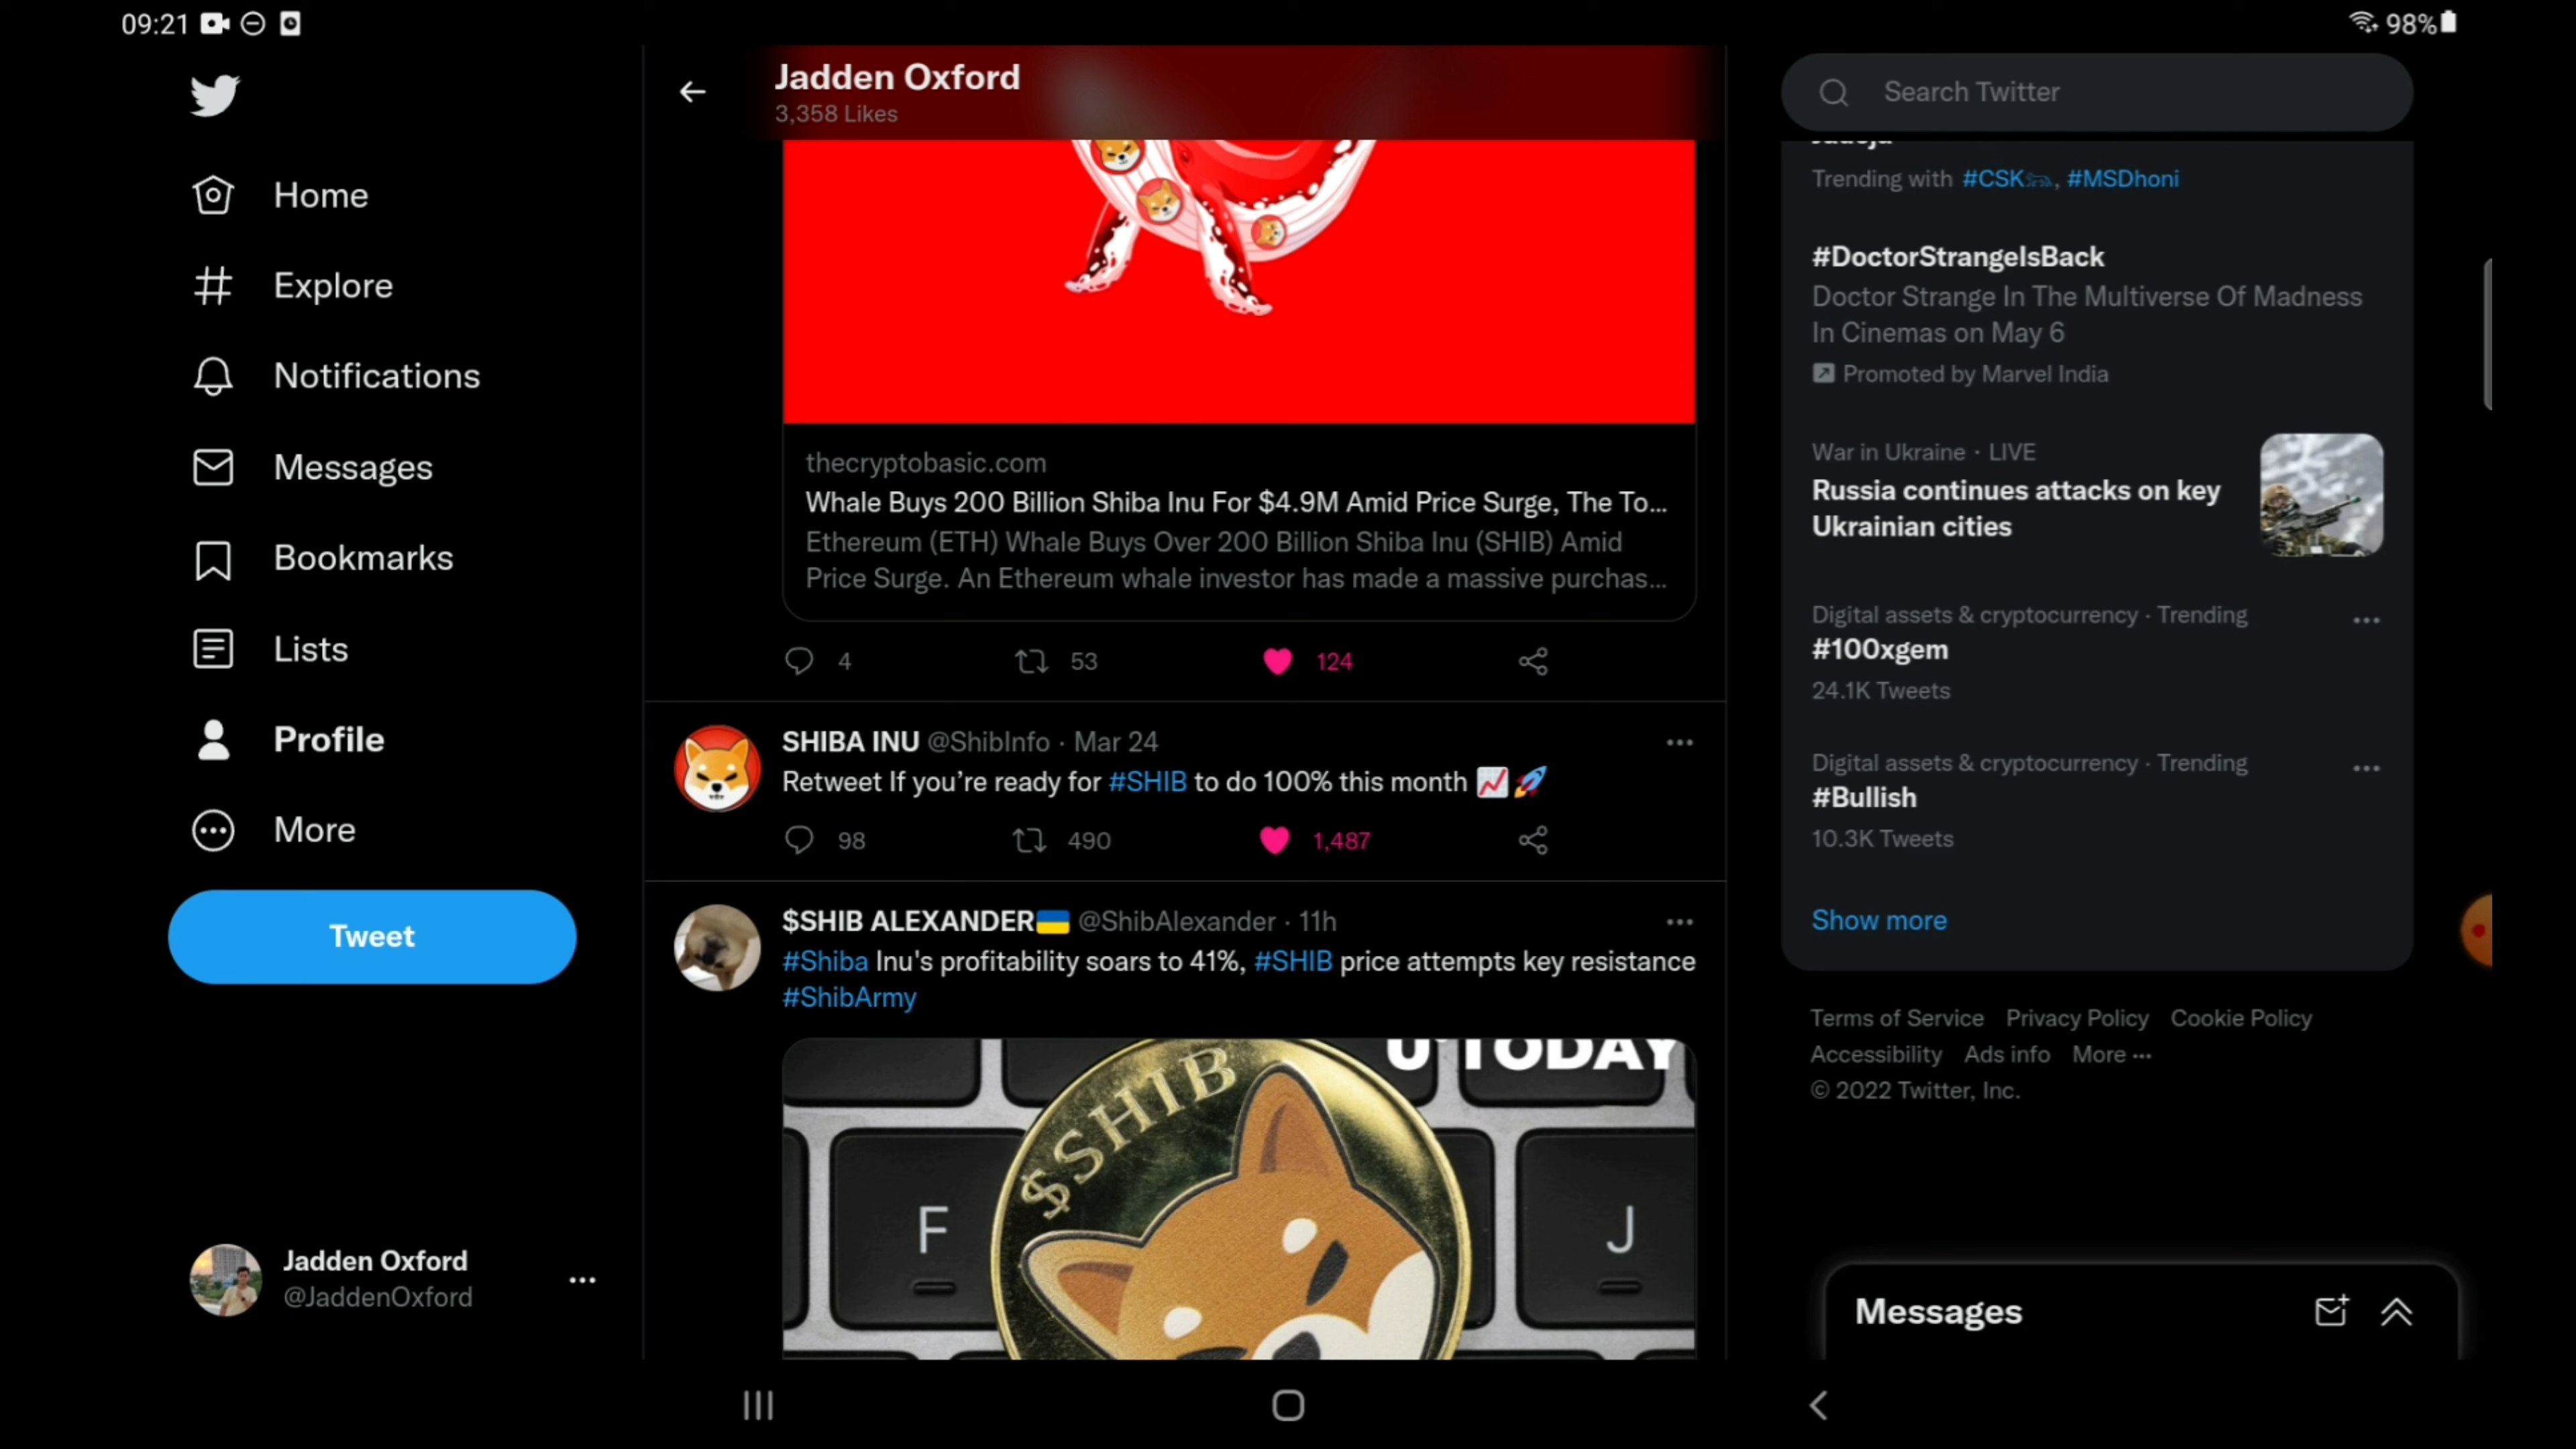 09:21
98%
Home
Explore
Notifications
Messages
Bookmarks
Lists
Profile
More
Tweet
Jadden Oxford
@JaddenOxford
Jadden Oxford
3,358 Likes
thecryptobasic.com
Whale Buys 200 Billion Shiba Inu For $4.9M Amid Price Surge, The To...
Ethereum (ETH) Whale Buys Over 200 Billion Shiba Inu (SHIB) Amid
Price Surge. An Ethereum whale investor has made a massive purchas...
4 53 124
SHIBA INU @ShibInfo · Mar 24
Retweet If you’re ready for #SHIB to do 100% this month
98 490 1,487
$SHIB ALEXANDER @ShibAlexander · 11h
#Shiba Inu's profitability soars to 41%, #SHIB price attempts key resistance
#ShibArmy
U·TODAY
$SHIB
F
J
Search Twitter
Trending with #CSK, #MSDhoni
#DoctorStrangeIsBack
Doctor Strange In The Multiverse Of Madness
In Cinemas on May 6
Promoted by Marvel India
War in Ukraine · LIVE
Russia continues attacks on key
Ukrainian cities
Digital assets & cryptocurrency · Trending
#100xgem
24.1K Tweets
Digital assets & cryptocurrency · Trending
#Bullish
10.3K Tweets
Show more
Terms of Service Privacy Policy Cookie Policy
Accessibility Ads info More ···
© 2022 Twitter, Inc.
Messages